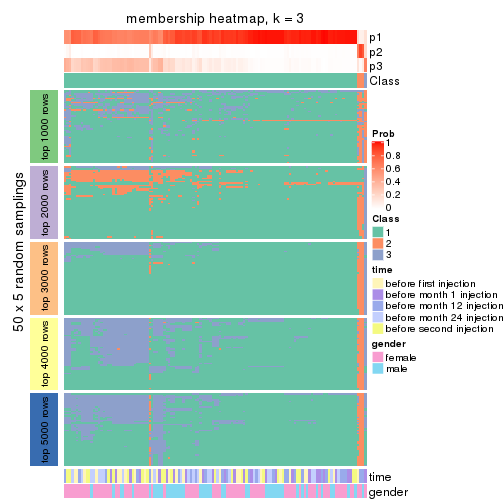 membership heatmap, k = 3
p1
p2
p3
Class
50 x 5 random samplings
top 1000 rows
top 2000 rows
top 3000 rows
top 4000 rows
top 5000 rows
time
gender
Prob
1
0.8
0.6
0.4
0.2
0
Class
1
2
3
time
before first injection
before month 1 injection
before month 12 injection
before month 24 injection
before second injection
gender
female
male